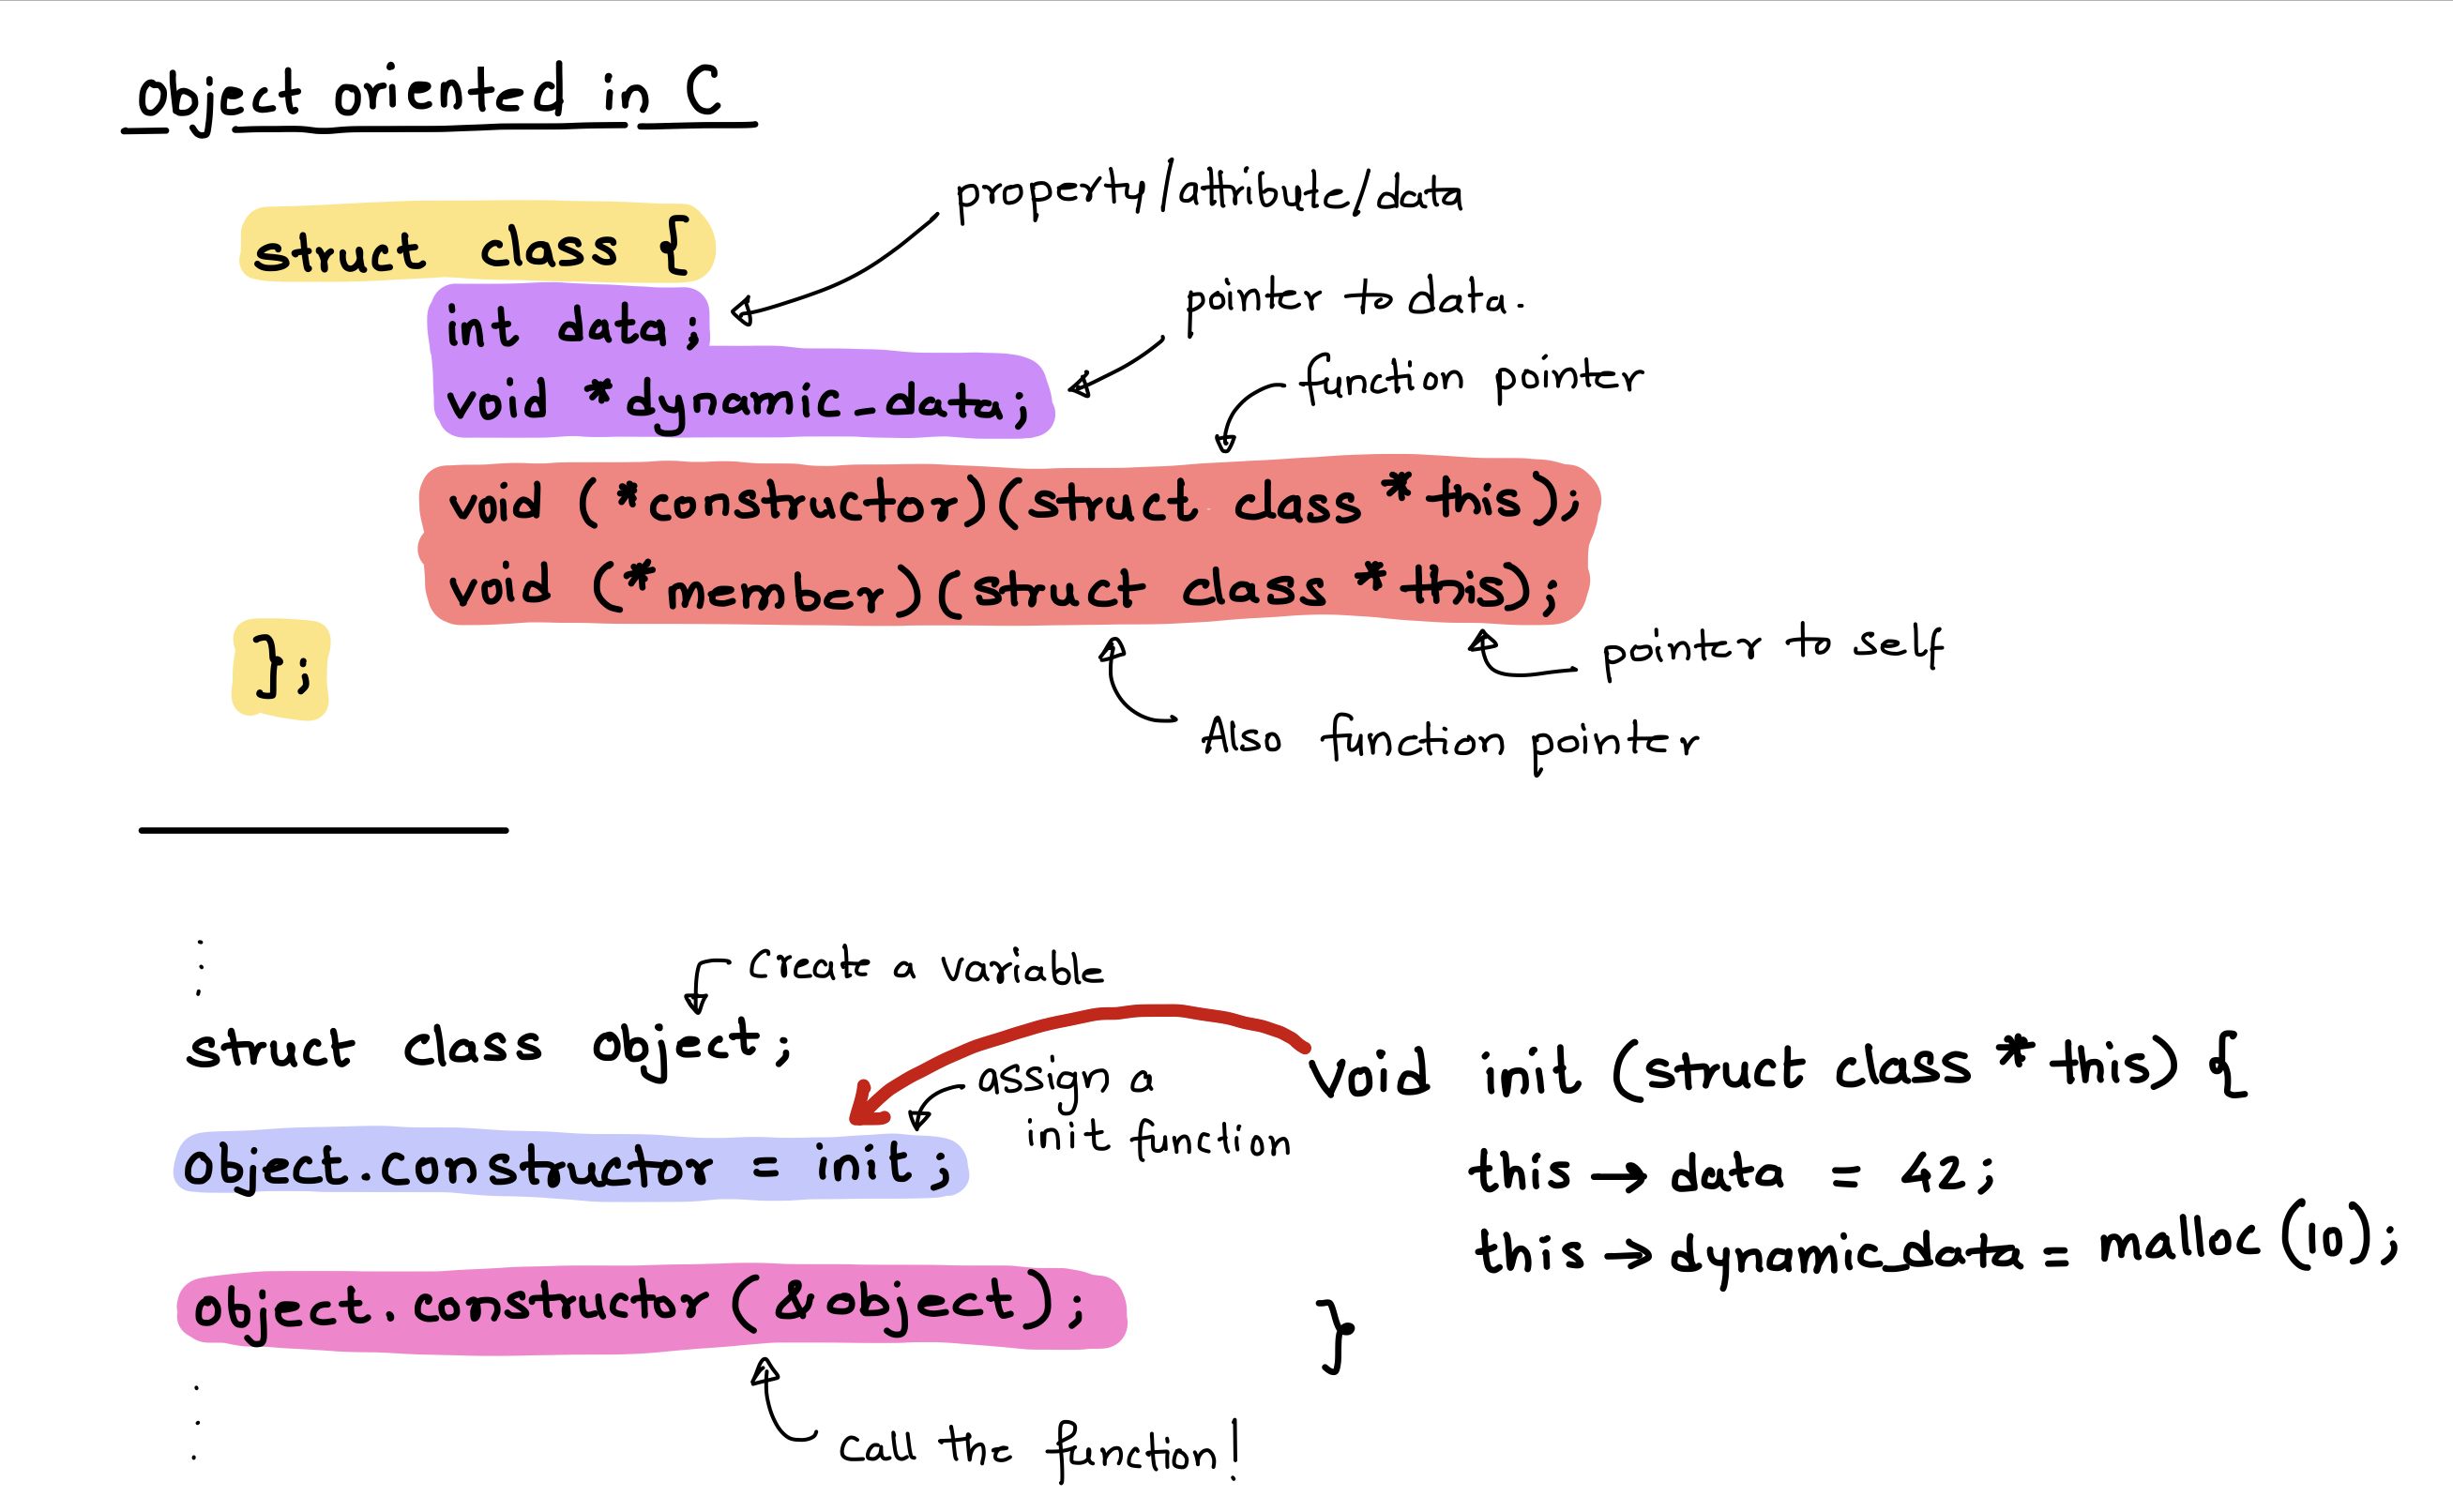 object oriented in C
property/attribute/data
struct class {
int data;
pointer to data.
void *dynamic_data;
function pointer
void (*constructor)(struct class *this);
void (*member)(struct class *this);
};
pointer to self
Also function pointer
Create a variable
struct class object;
assign a
init function
object.constructor = init;
object.constructor (&object);
call the function!
void init (struct class *this) {
this → data = 42;
this → dynamic_data = malloc (10);
}